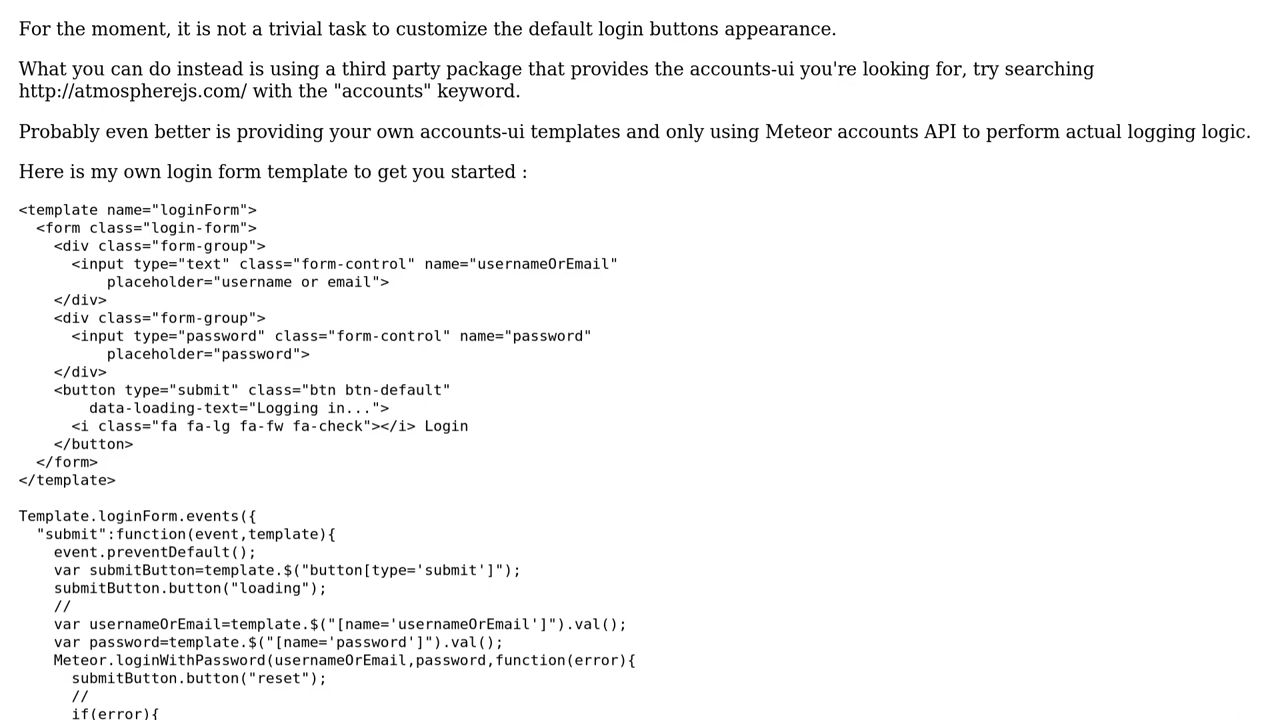 For the moment, it is not a trivial task to customize the default login buttons appearance.
What you can do instead is using a third party package that provides the accounts-ui you're looking for, try searching
http://atmospherejs.com/ with the "accounts" keyword.
Probably even better is providing your own accounts-ui templates and only using Meteor accounts API to perform actual logging logic.
Here is my own login form template to get you started :
<template name="loginForm">
  <form class="login-form">
    <div class="form-group">
      <input type="text" class="form-control" name="usernameOrEmail"
          placeholder="username or email">
    </div>
    <div class="form-group">
      <input type="password" class="form-control" name="password"
          placeholder="password">
    </div>
    <button type="submit" class="btn btn-default"
        data-loading-text="Logging in...">
      <i class="fa fa-lg fa-fw fa-check"></i> Login
    </button>
  </form>
</template>
Template.loginForm.events({
  "submit":function(event,template){
    event.preventDefault();
    var submitButton=template.$("button[type='submit']");
    submitButton.button("loading");
    //
    var usernameOrEmail=template.$("[name='usernameOrEmail']").val();
    var password=template.$("[name='password']").val();
    Meteor.loginWithPassword(usernameOrEmail,password,function(error){
      submitButton.button("reset");
      //
      if(error){